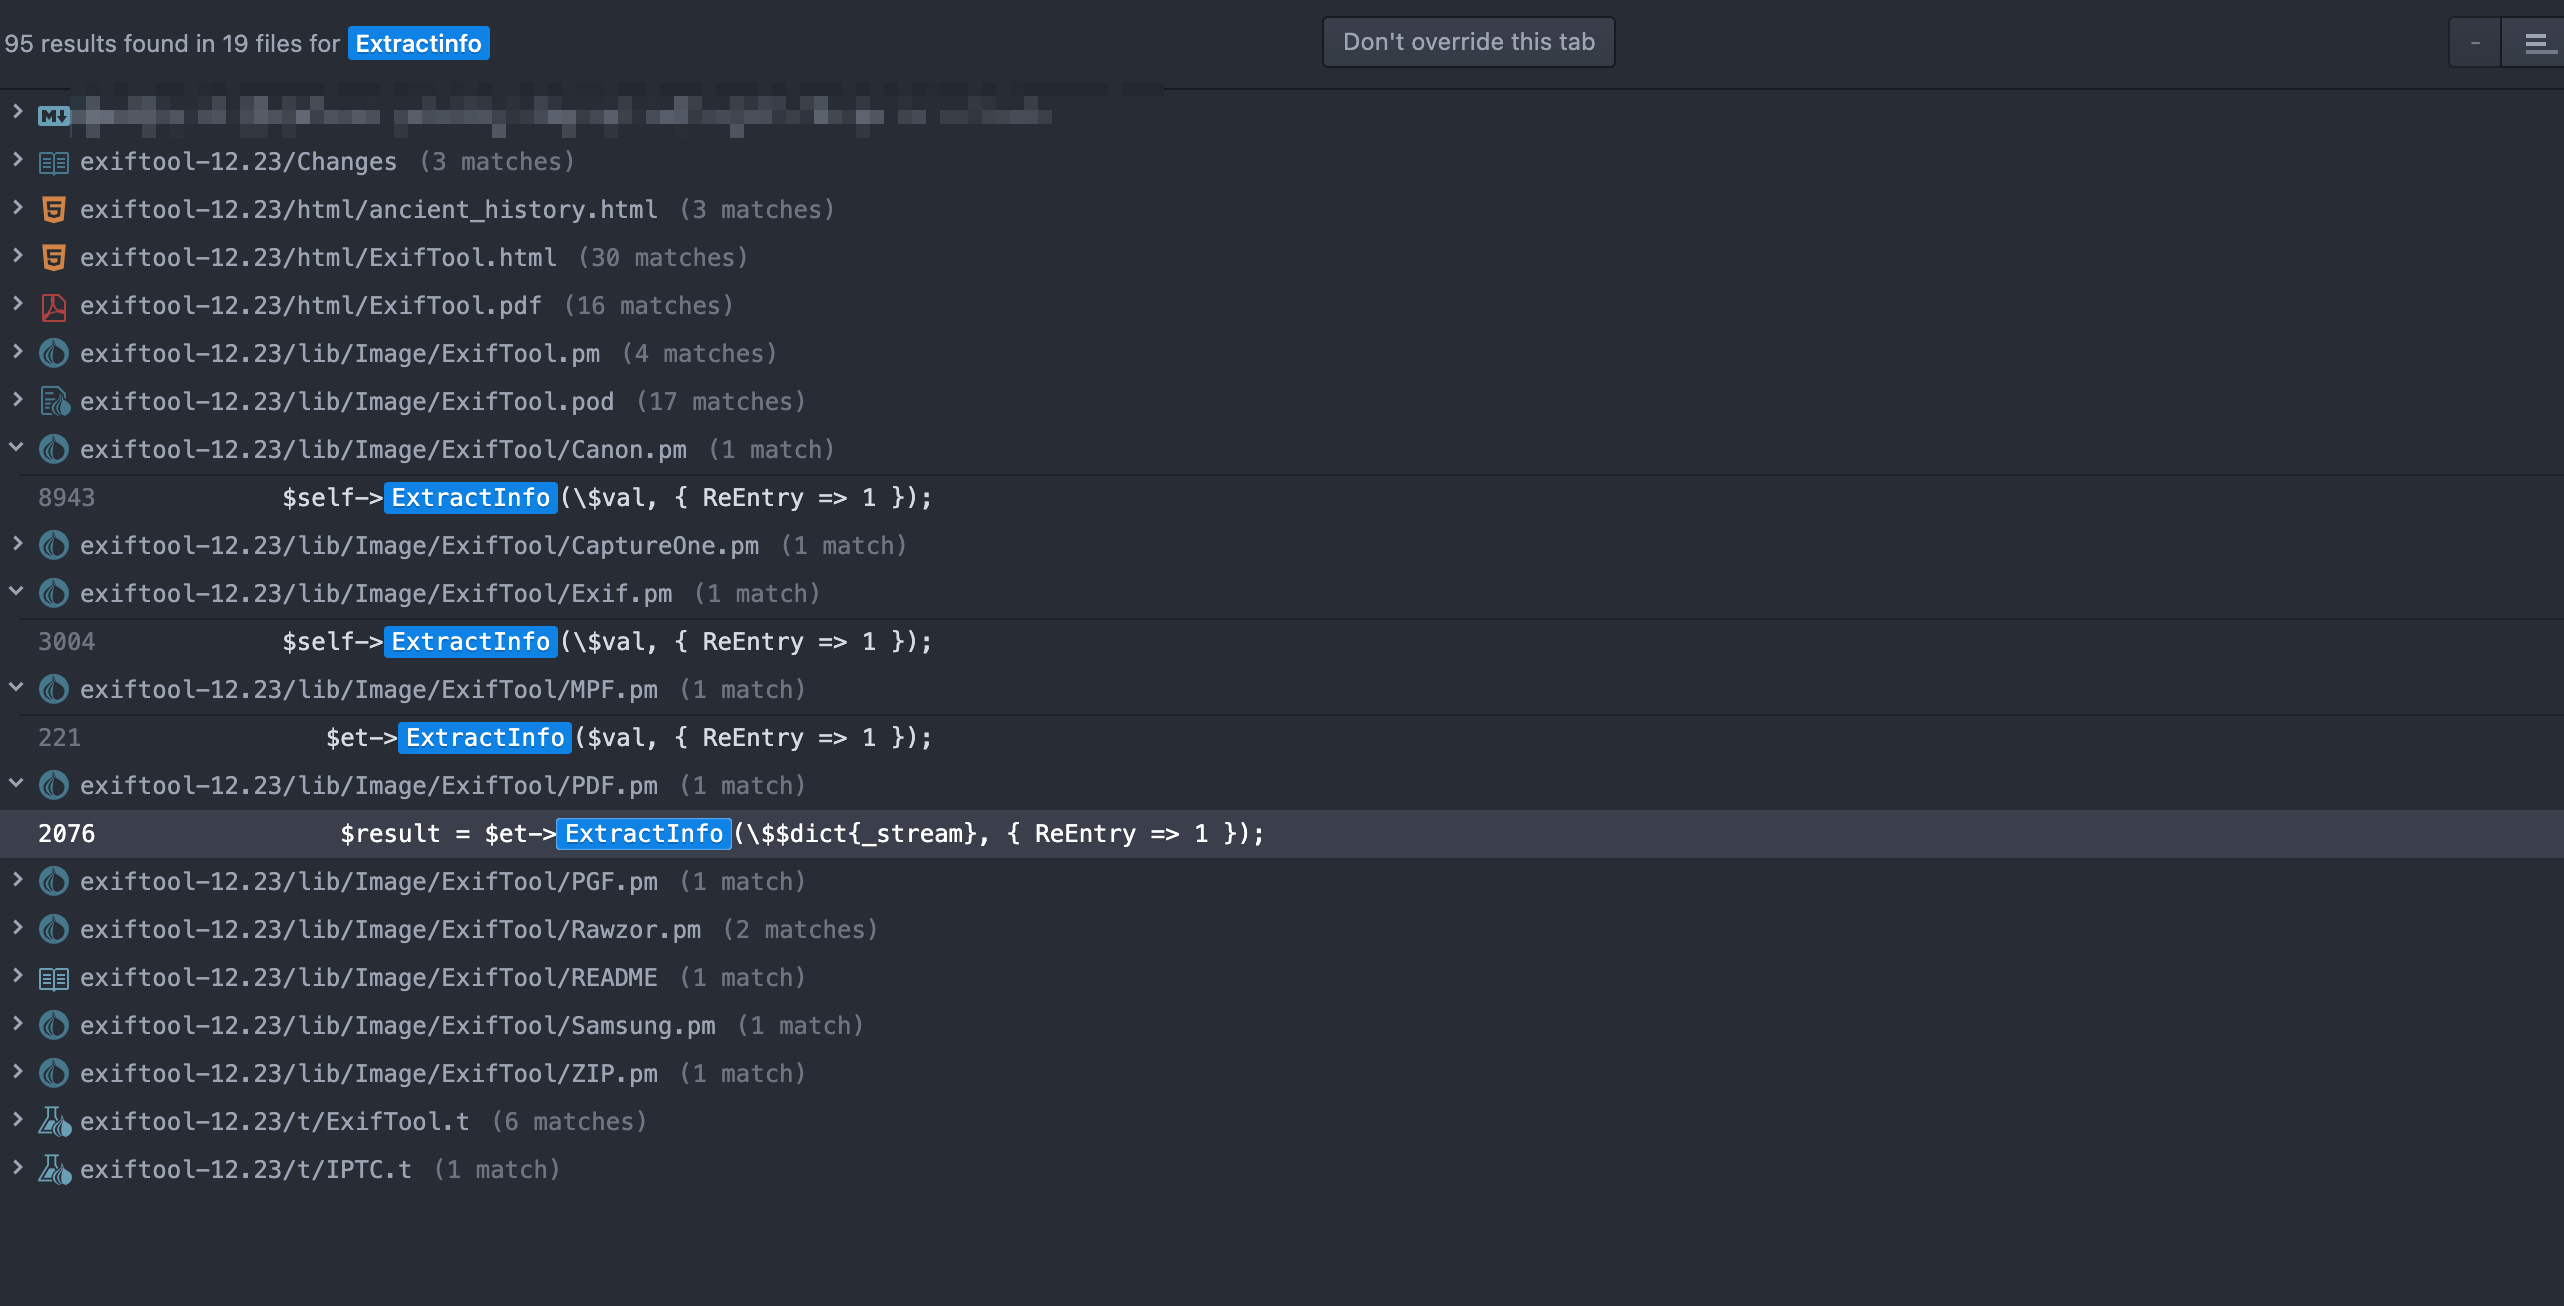 95 results found in 19 files for Extractinfo
Don't override this tab
-
M↓
exiftool-12.23/Changes (3 matches)
exiftool-12.23/html/ancient_history.html (3 matches)
exiftool-12.23/html/ExifTool.html (30 matches)
exiftool-12.23/html/ExifTool.pdf (16 matches)
exiftool-12.23/lib/Image/ExifTool.pm (4 matches)
exiftool-12.23/lib/Image/ExifTool.pod (17 matches)
exiftool-12.23/lib/Image/ExifTool/Canon.pm (1 match)
8943 $self->ExtractInfo(\$val, { ReEntry => 1 });
exiftool-12.23/lib/Image/ExifTool/CaptureOne.pm (1 match)
exiftool-12.23/lib/Image/ExifTool/Exif.pm (1 match)
3004 $self->ExtractInfo(\$val, { ReEntry => 1 });
exiftool-12.23/lib/Image/ExifTool/MPF.pm (1 match)
221 $et->ExtractInfo($val, { ReEntry => 1 });
exiftool-12.23/lib/Image/ExifTool/PDF.pm (1 match)
2076 $result = $et->ExtractInfo(\$$dict{_stream}, { ReEntry => 1 });
exiftool-12.23/lib/Image/ExifTool/PGF.pm (1 match)
exiftool-12.23/lib/Image/ExifTool/Rawzor.pm (2 matches)
exiftool-12.23/lib/Image/ExifTool/README (1 match)
exiftool-12.23/lib/Image/ExifTool/Samsung.pm (1 match)
exiftool-12.23/lib/Image/ExifTool/ZIP.pm (1 match)
exiftool-12.23/t/ExifTool.t (6 matches)
exiftool-12.23/t/IPTC.t (1 match)